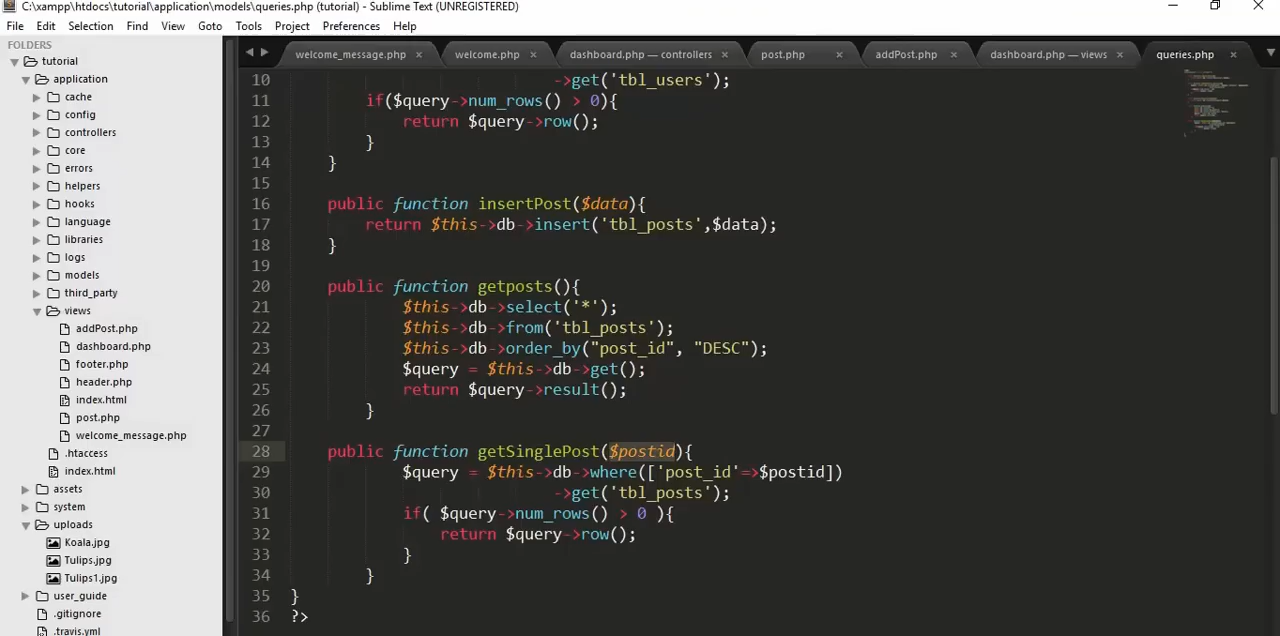 C:\xampp\htdocs\tutorial\application\models\queries.php (tutorial) - Sublime Text (UNREGISTERED)
File Edit Selection Find View Goto Tools Project Preferences Help
FOLDERS
tutorial
application
cache
config
controllers
core
errors
helpers
hooks
language
libraries
logs
models
third_party
views
addPost.php
dashboard.php
footer.php
header.php
index.html
post.php
welcome_message.php
.htaccess
index.html
assets
system
uploads
Koala.jpg
Tulips.jpg
Tulips1.jpg
user_guide
.gitignore
.travis.yml
welcome_message.php × welcome.php × dashboard.php — controllers × post.php × addPost.php × dashboard.php — views × queries.php ×
10 ->get('tbl_users');
11 if($query->num_rows() > 0){
12 return $query->row();
13 }
14 }
15
16 public function insertPost($data){
17 return $this->db->insert('tbl_posts',$data);
18 }
19
20 public function getposts(){
21 $this->db->select('*');
22 $this->db->from('tbl_posts');
23 $this->db->order_by("post_id", "DESC");
24 $query = $this->db->get();
25 return $query->result();
26 }
27
28 public function getSinglePost($postid){
29 $query = $this->db->where(['post_id'=>$postid])
30 ->get('tbl_posts');
31 if( $query->num_rows() > 0 ){
32 return $query->row();
33 }
34 }
35 }
36 ?>